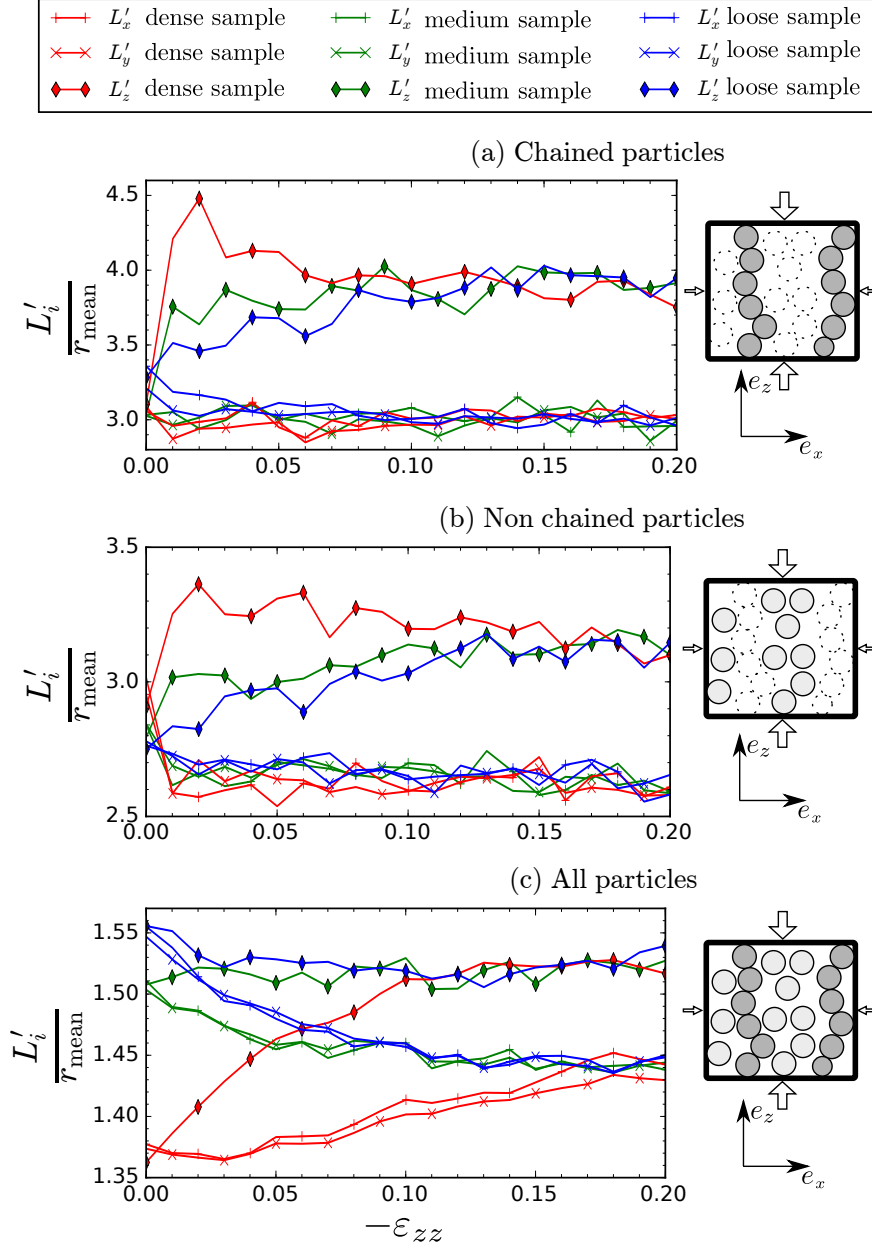 L′x dense sample L′x medium sample L′x loose sample
L′y dense sample L′y medium sample L′y loose sample
L′z dense sample L′z medium sample L′z loose sample
(a) Chained particles
4.5
4.0
3.5
3.0
L′i
rmean
0.00 0.05 0.10 0.15 0.20
ez
ex
(b) Non chained particles
3.5
3.0
2.5
L′i
rmean
0.00 0.05 0.10 0.15 0.20
ez
ex
(c) All particles
1.55
1.50
1.45
1.40
1.35
L′i
rmean
0.00 0.05 0.10 0.15 0.20
−εzz
ez
ex